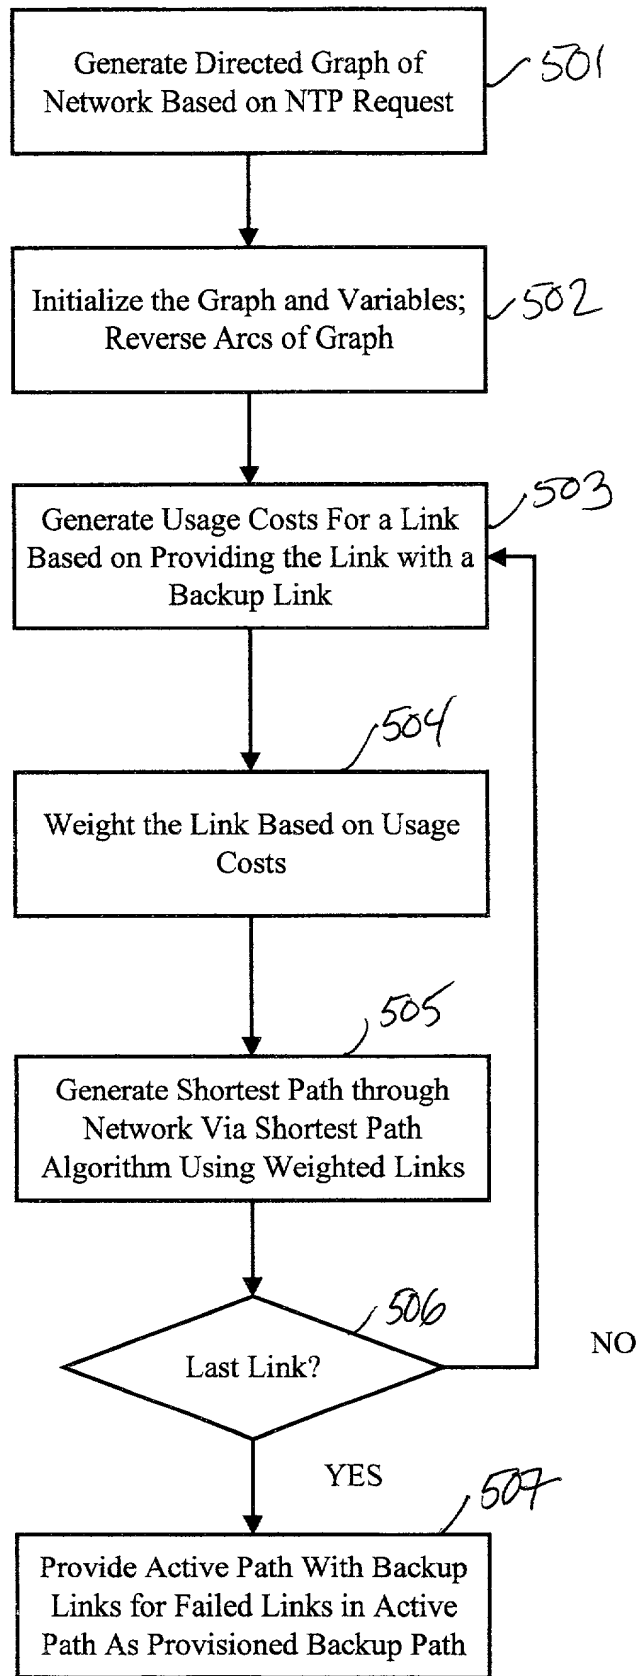 Generate Directed Graph of
Network Based on NTP Request
501
Initialize the Graph and Variables;
Reverse Arcs of Graph
502
Generate Usage Costs For a Link
Based on Providing the Link with a
Backup Link
503
504
Weight the Link Based on Usage
Costs
505
Generate Shortest Path through
Network Via Shortest Path
Algorithm Using Weighted Links
506
Last Link?
NO
YES
507
Provide Active Path With Backup
Links for Failed Links in Active
Path As Provisioned Backup Path